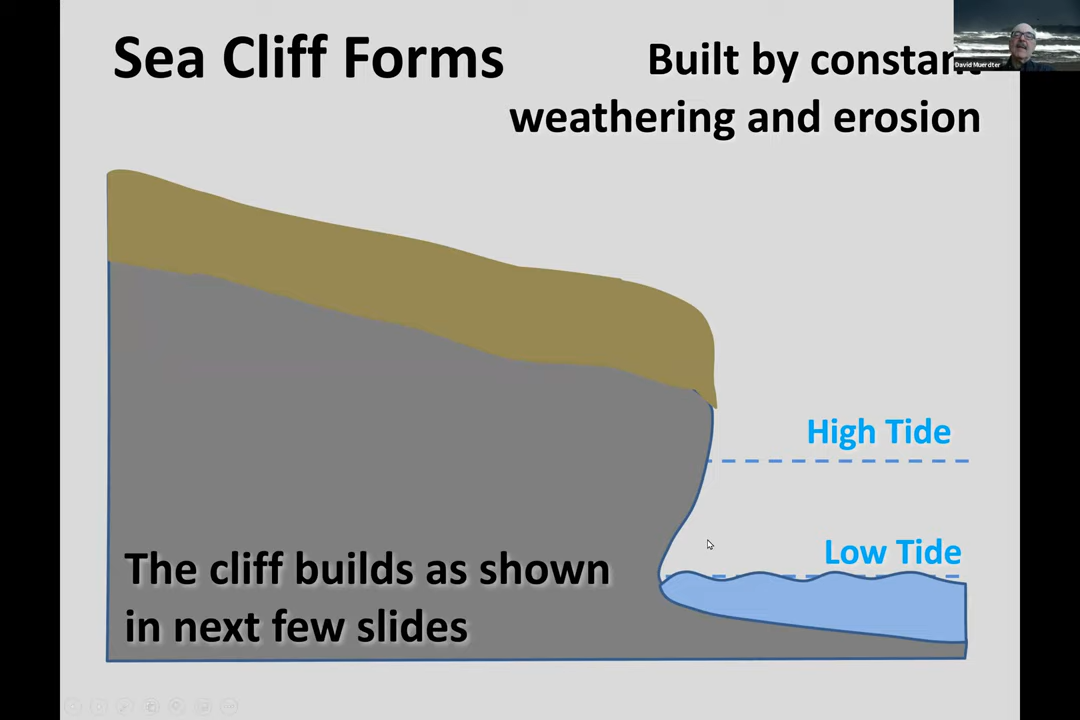 Sea Cliff Forms
Built by constant
weathering and erosion
David Muerdter
High Tide
Low Tide
The cliff builds as shown
in next few slides